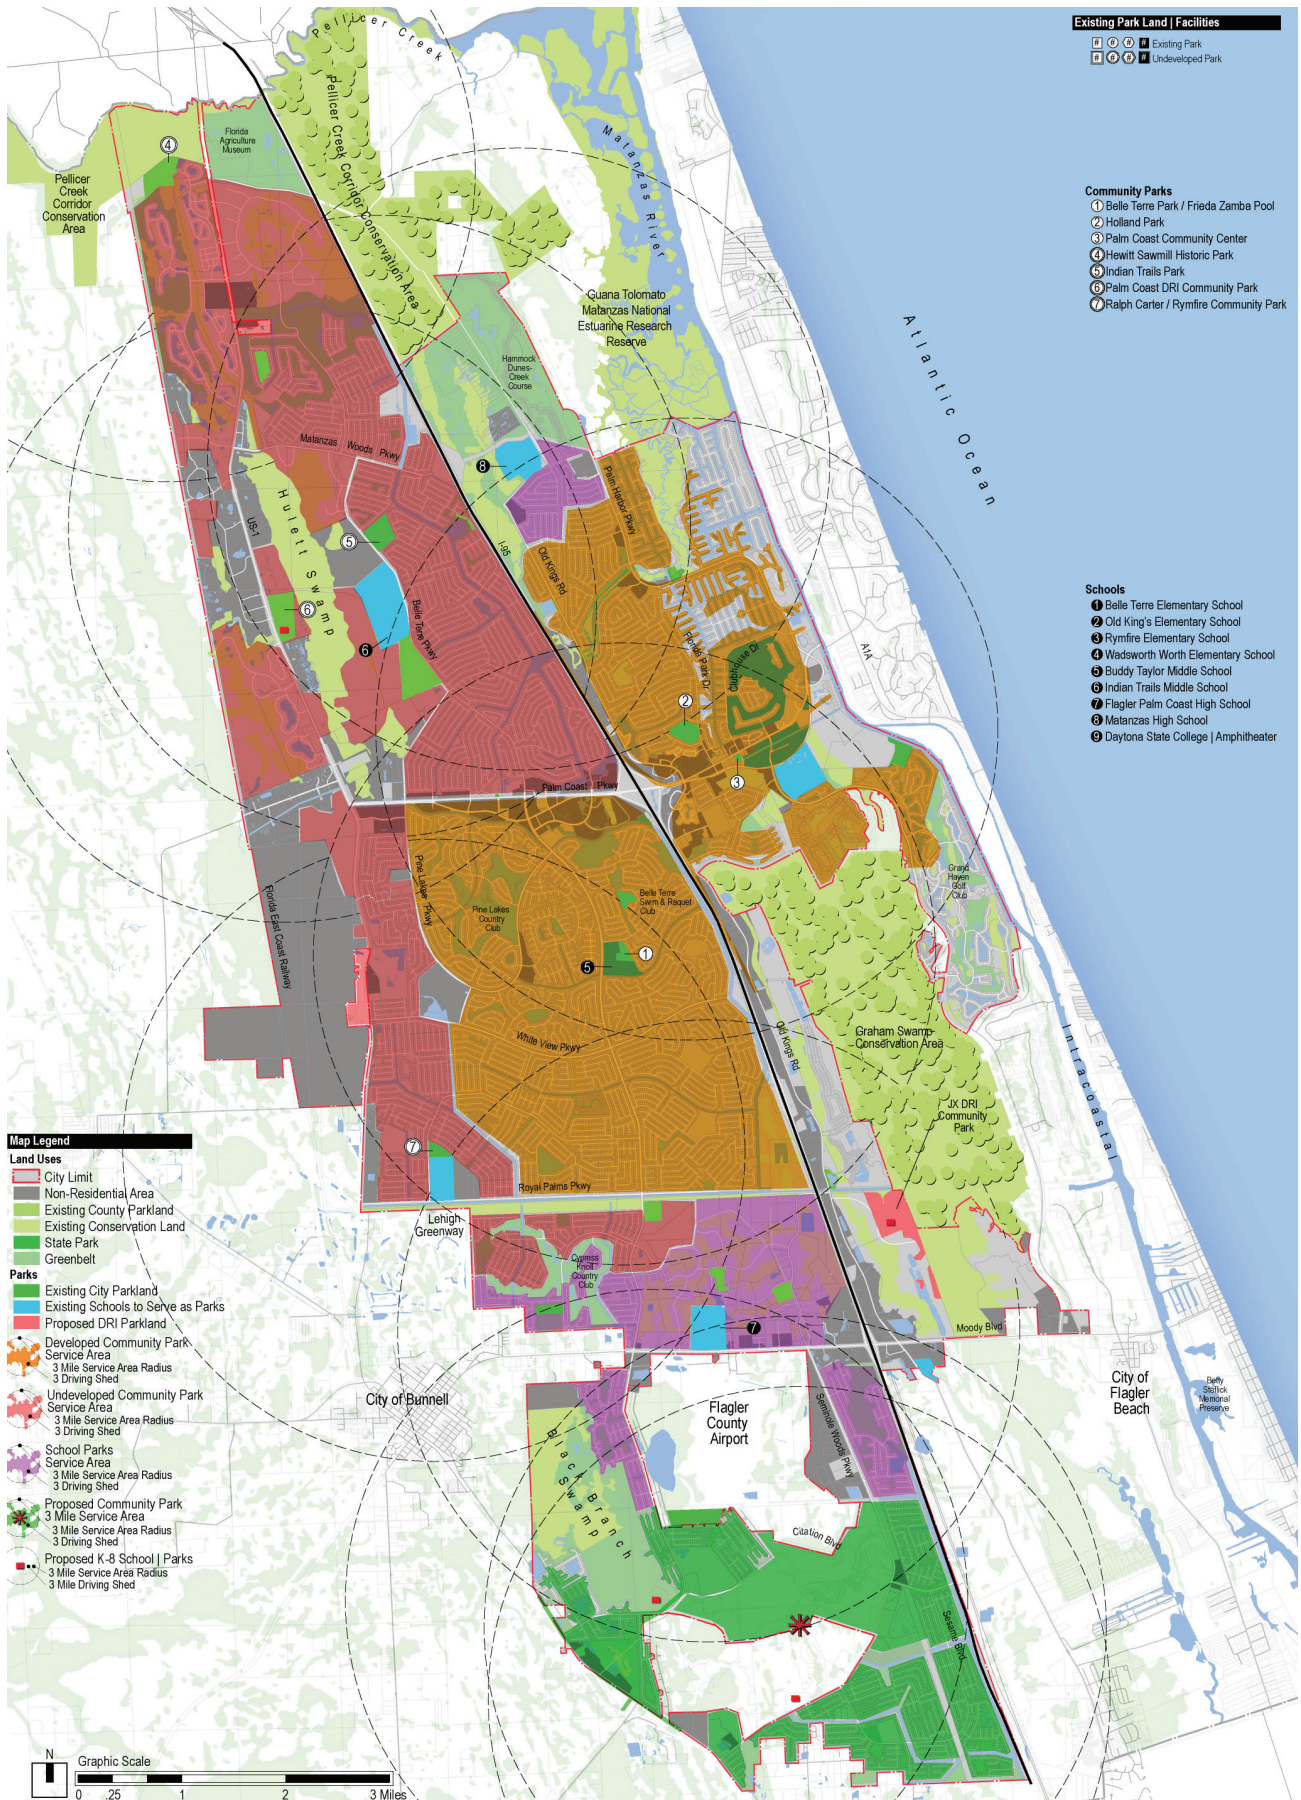 Existing Park Land | Facilities
# # # # Existing Park
# # # # Undeveloped Park
Community Parks
1 Belle Terre Park / Frieda Zamba Pool
2 Holland Park
3 Palm Coast Community Center
4 Hewitt Sawmill Historic Park
5 Indian Trails Park
6 Palm Coast DRI Community Park
7 Ralph Carter / Rymfire Community Park
Schools
1 Belle Terre Elementary School
2 Old King's Elementary School
3 Rymfire Elementary School
4 Wadsworth Worth Elementary School
5 Buddy Taylor Middle School
6 Indian Trails Middle School
7 Flagler Palm Coast High School
8 Matanzas High School
9 Daytona State College | Amphitheater
Pellicer Creek
Pellicer Creek Corridor Conservation Area
Florida
Agriculture
Museum
4
Pellicer
Creek
Corridor
Conservation
Area
Matanzas River
Guana Tolomato
Matanzas National
Estuarine Research
Reserve
Atlantic Ocean
Hammock
Dunes-
Creek
Course
Matanzas Woods Pkwy
8
Palm Harbor Pkwy
Hulett Swamp
US-1
I-95
Old Kings Rd
5
6
Belle Terre Pkwy
6
Florida Park Dr
Clubhouse Dr
A1A
2
3
Palm Coast Pkwy
Pine Lakes Pkwy
Florida East Coast Railway
Pine Lakes
Country
Club
Belle Terre
Swim & Raquet
Club
1
5
Grand
Haven
Golf
Club
White View Pkwy
Old Kings Rd
Graham Swamp
Conservation Area
Intracoastal
JX DRI
Community
Park
7
Royal Palms Pkwy
Lehigh
Greenway
Cypress
Knoll
Country
Club
7
Moody Blvd
City of Bunnell
Flagler
County
Airport
City of
Flagler
Beach
Betty
Steflick
Memorial
Preserve
Seminole Woods Pkwy
Black Branch
Swamp
Citation Blvd
Sesame Blvd
Map Legend
Land Uses
City Limit
Non-Residential Area
Existing County Parkland
Existing Conservation Land
State Park
Greenbelt
Parks
Existing City Parkland
Existing Schools to Serve as Parks
Proposed DRI Parkland
Developed Community Park
Service Area
3 Mile Service Area Radius
3 Driving Shed
Undeveloped Community Park
Service Area
3 Mile Service Area Radius
3 Driving Shed
School Parks
Service Area
3 Mile Service Area Radius
3 Driving Shed
Proposed Community Park
3 Mile Service Area
3 Mile Service Area Radius
3 Driving Shed
Proposed K-8 School | Parks
3 Mile Service Area Radius
3 Mile Driving Shed
N
Graphic Scale
0 .25 1 2 3 Miles